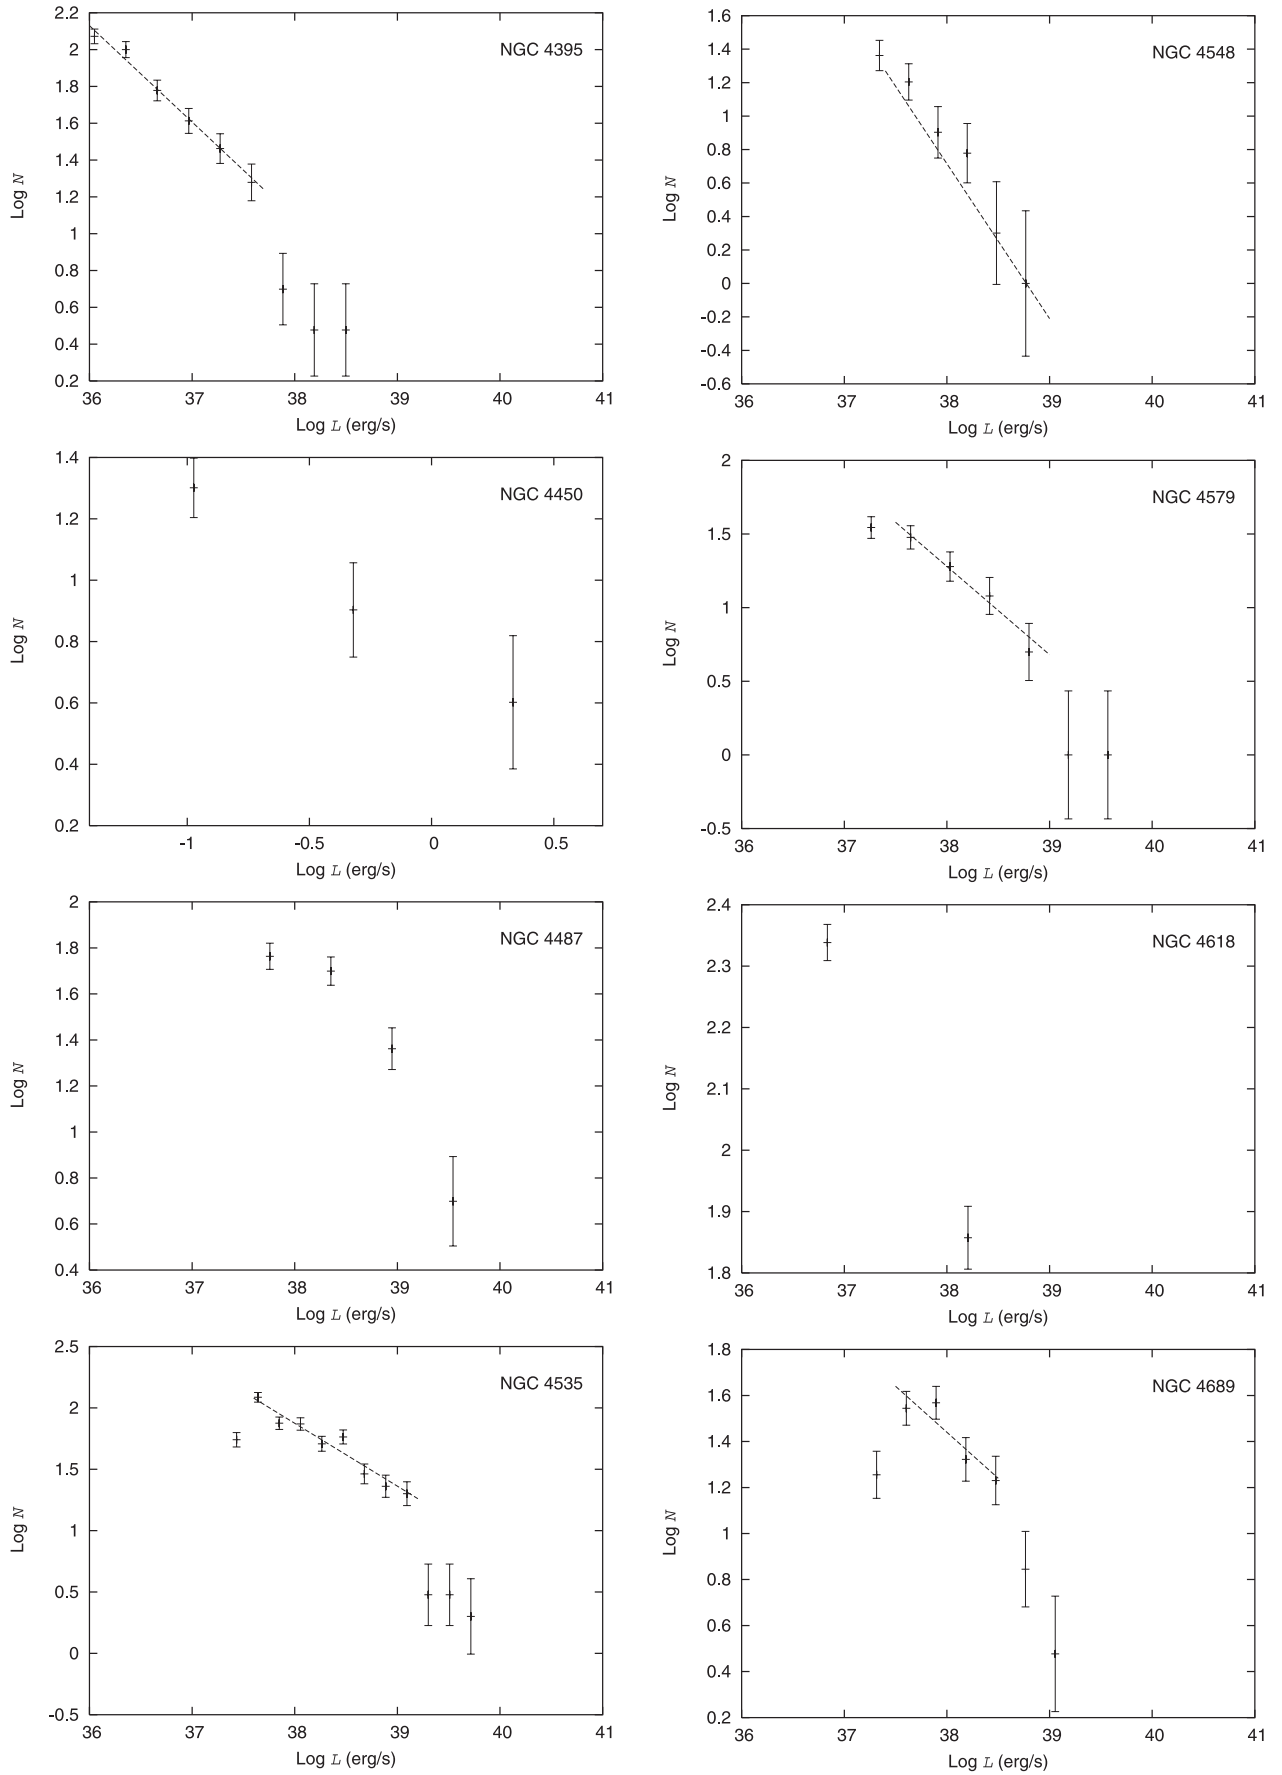 2.2
2
1.8
1.6
1.4
1.2
1
0.8
0.6
0.4
0.2
Log N
NGC 4395
36 37 38 39 40 41
Log L (erg/s)
1.6
1.4
1.2
1
0.8
0.6
0.4
0.2
0
-0.2
-0.4
-0.6
Log N
NGC 4548
36 37 38 39 40 41
Log L (erg/s)
1.4
1.2
1
0.8
0.6
0.4
0.2
Log N
NGC 4450
-1 -0.5 0 0.5
Log L (erg/s)
2
1.5
1
0.5
0
-0.5
Log N
NGC 4579
36 37 38 39 40 41
Log L (erg/s)
2
1.8
1.6
1.4
1.2
1
0.8
0.6
0.4
Log N
NGC 4487
36 37 38 39 40 41
Log L (erg/s)
2.4
2.3
2.2
2.1
2
1.9
1.8
Log N
NGC 4618
36 37 38 39 40 41
Log L (erg/s)
2.5
2
1.5
1
0.5
0
-0.5
Log N
NGC 4535
36 37 38 39 40 41
Log L (erg/s)
1.8
1.6
1.4
1.2
1
0.8
0.6
0.4
0.2
Log N
NGC 4689
36 37 38 39 40 41
Log L (erg/s)